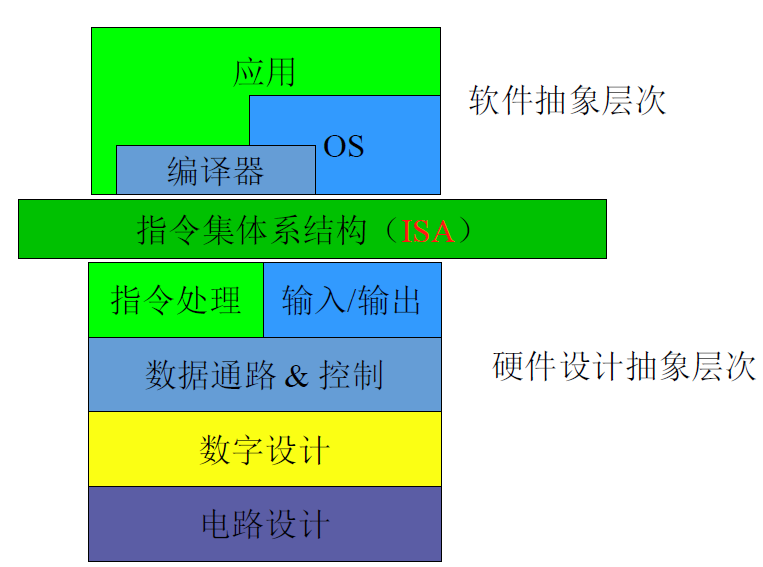 应用
软件抽象层次
OS
编译器
指令集体系结构（ISA）
指令处理
输入/输出
硬件设计抽象层次
数据通路 & 控制
数字设计
电路设计